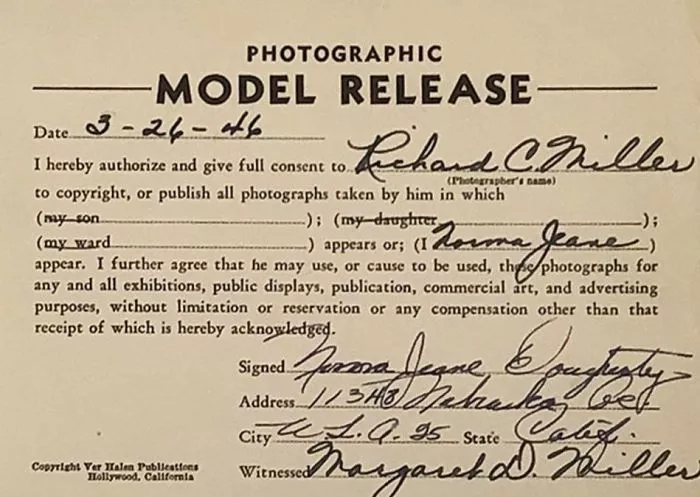 PHOTOGRAPHIC
MODEL RELEASE
Date 3-26-46
I hereby authorize and give full consent to Richard C. Miller
(Photographer's name)
to copyright, or publish all photographs taken by him in which
(my son ); (my daughter );
(my ward ) appears or; (I Norma Jeane )
appear. I further agree that he may use, or cause to be used, these photographs for
any and all exhibitions, public displays, publication, commercial art, and advertising
purposes, without limitation or reservation or any compensation other than that
receipt of which is hereby acknowledged.
Signed Norma Jeane Dougherty
Address 11348 Nebraska Ave
City W. L. A. 25 State Calif.
Witnessed Margaret D. Miller
Copyright Ver Halen Publications
Hollywood, California